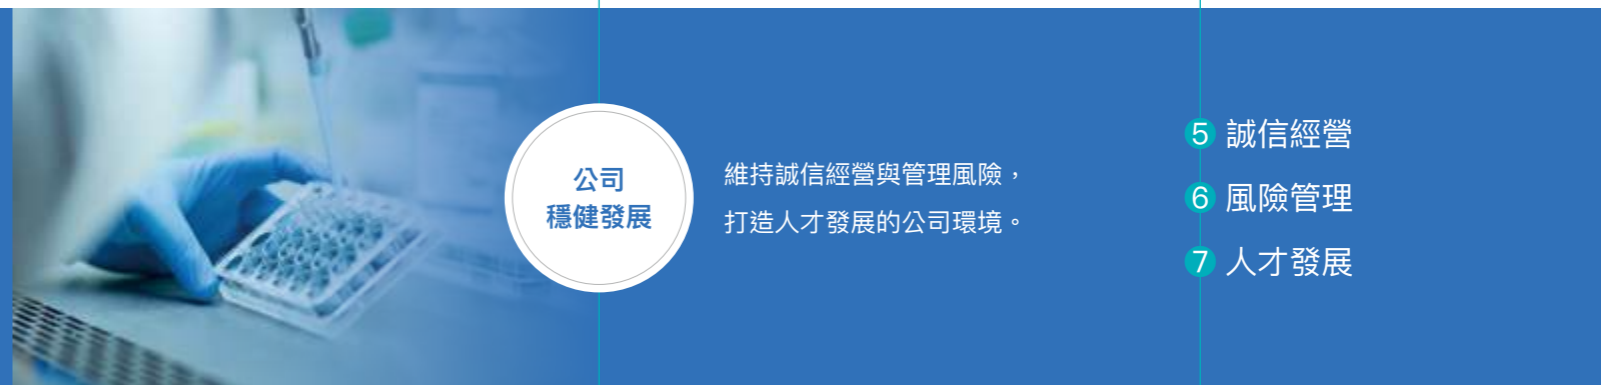 公司
穩健發展
維持誠信經營與管理風險，
打造人才發展的公司環境。
5 誠信經營
6 風險管理
7 人才發展